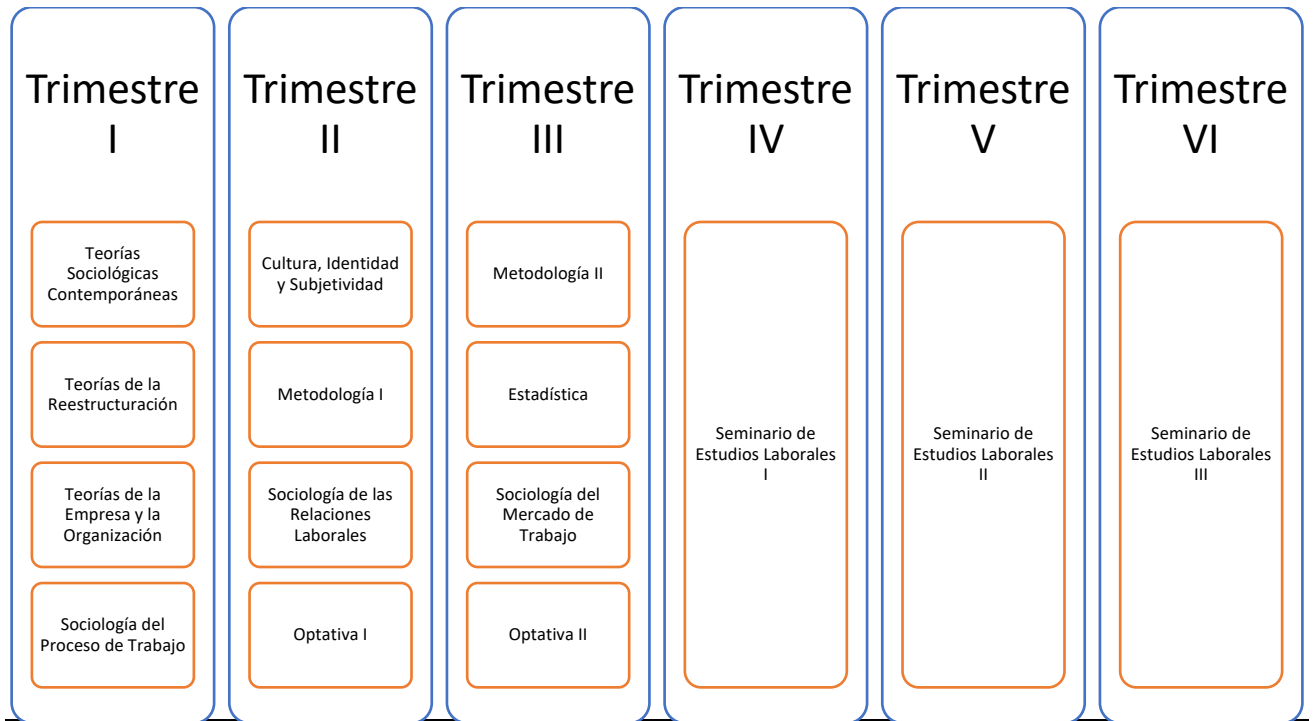 Trimestre
I
Teorías
Sociológicas
Contemporáneas
Teorías de la
Reestructuración
Teorías de la
Empresa y la
Organización
Sociología del
Proceso de Trabajo
Trimestre
II
Cultura, Identidad
y Subjetividad
Metodología I
Sociología de las
Relaciones
Laborales
Optativa I
Trimestre
III
Metodología II
Estadística
Sociología del
Mercado de
Trabajo
Optativa II
Trimestre
IV
Seminario de
Estudios Laborales
I
Trimestre
V
Seminario de
Estudios Laborales
II
Trimestre
VI
Seminario de
Estudios Laborales
III